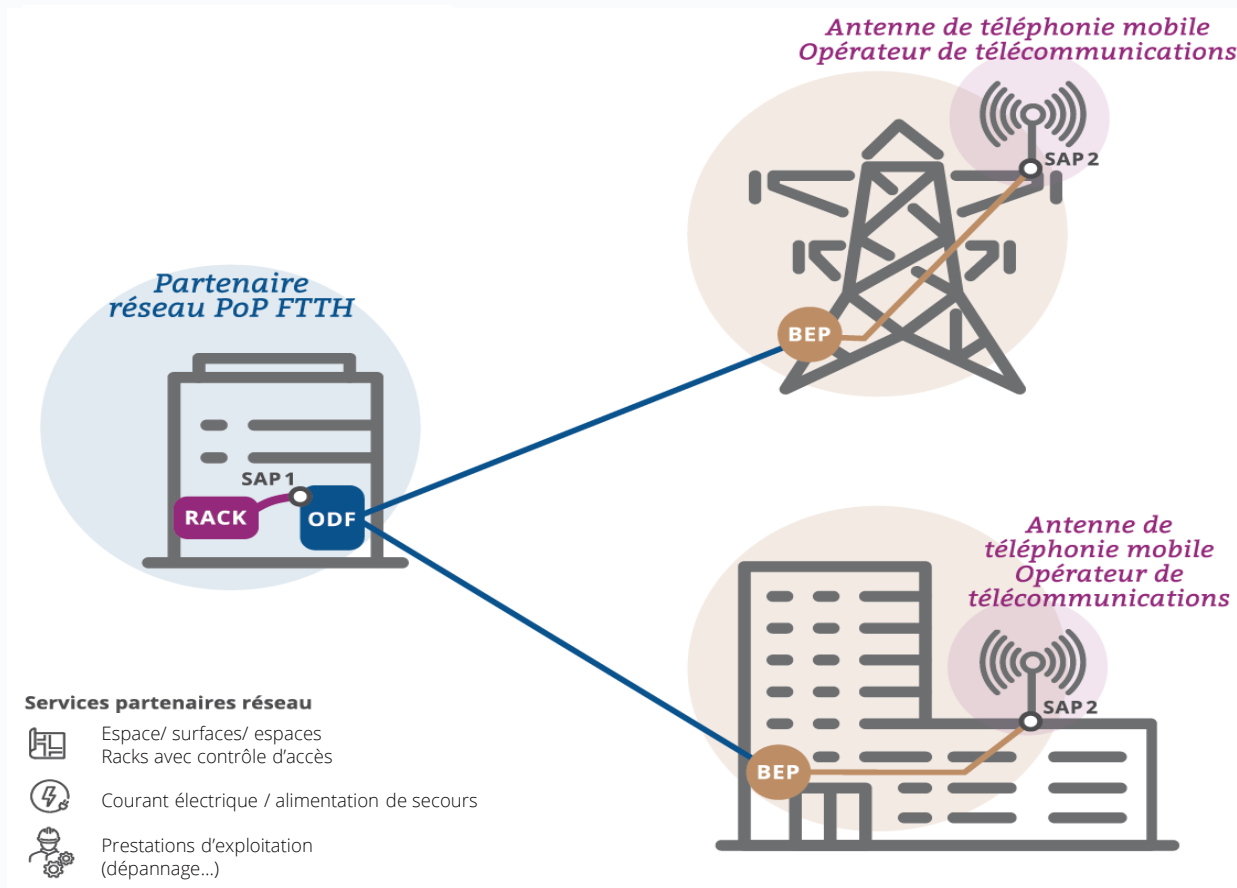 Antenne de téléphonie mobile
Opérateur de télécommunications
SAP 2
BEP
Partenaire
réseau PoP FTTH
SAP 1
RACK
ODF
Antenne de
téléphonie mobile
Opérateur de
télécommunications
SAP 2
BEP
Services partenaires réseau
Espace/ surfaces/ espaces
Racks avec contrôle d’accès
Courant électrique / alimentation de secours
Prestations d’exploitation
(dépannage...)